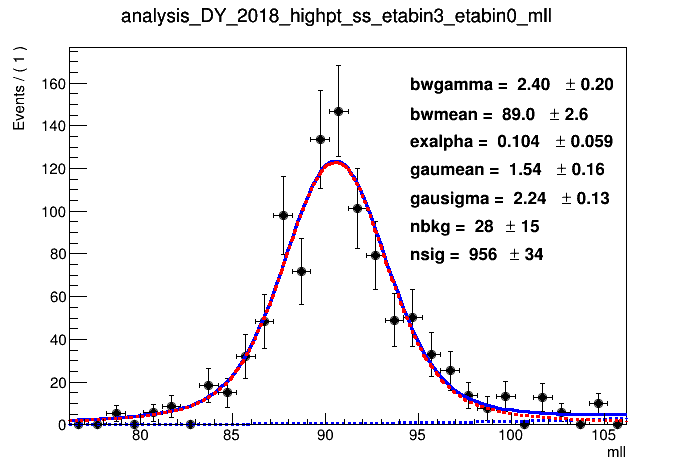 analysis_DY_2018_highpt_ss_etabin3_etabin0_mll
Events / ( 1 )
160
140
120
100
80
60
40
20
0
bwgamma = 2.40 ± 0.20
bwmean = 89.0 ± 2.6
exalpha = 0.104 ± 0.059
gaumean = 1.54 ± 0.16
gausigma = 2.24 ± 0.13
nbkg = 28 ± 15
nsig = 956 ± 34
80 85 90 95 100 105
mll